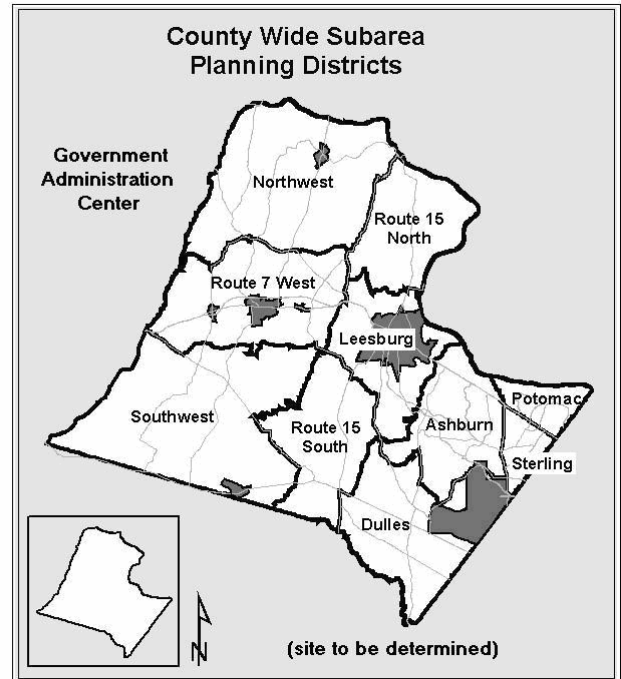 County Wide Subarea
Planning Districts
Government
Administration
Center
Northwest
Route 15
North
Route 7 West
Leesburg
Potomac
Southwest
Route 15
South
Ashburn
Sterling
Dulles
N
(site to be determined)